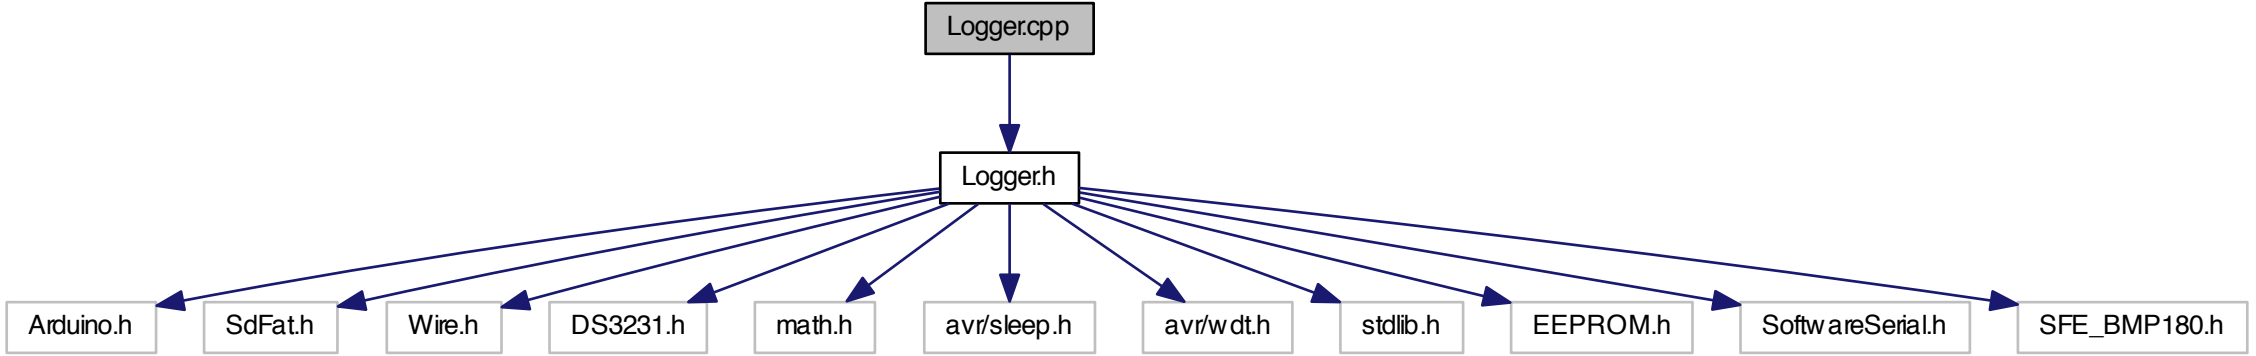 Logger.cpp
Logger.h
Arduino.h
SdFat.h
Wire.h
DS3231.h
math.h
avr/sleep.h
avr/wdt.h
stdlib.h
EEPROM.h
SoftwareSerial.h
SFE_BMP180.h